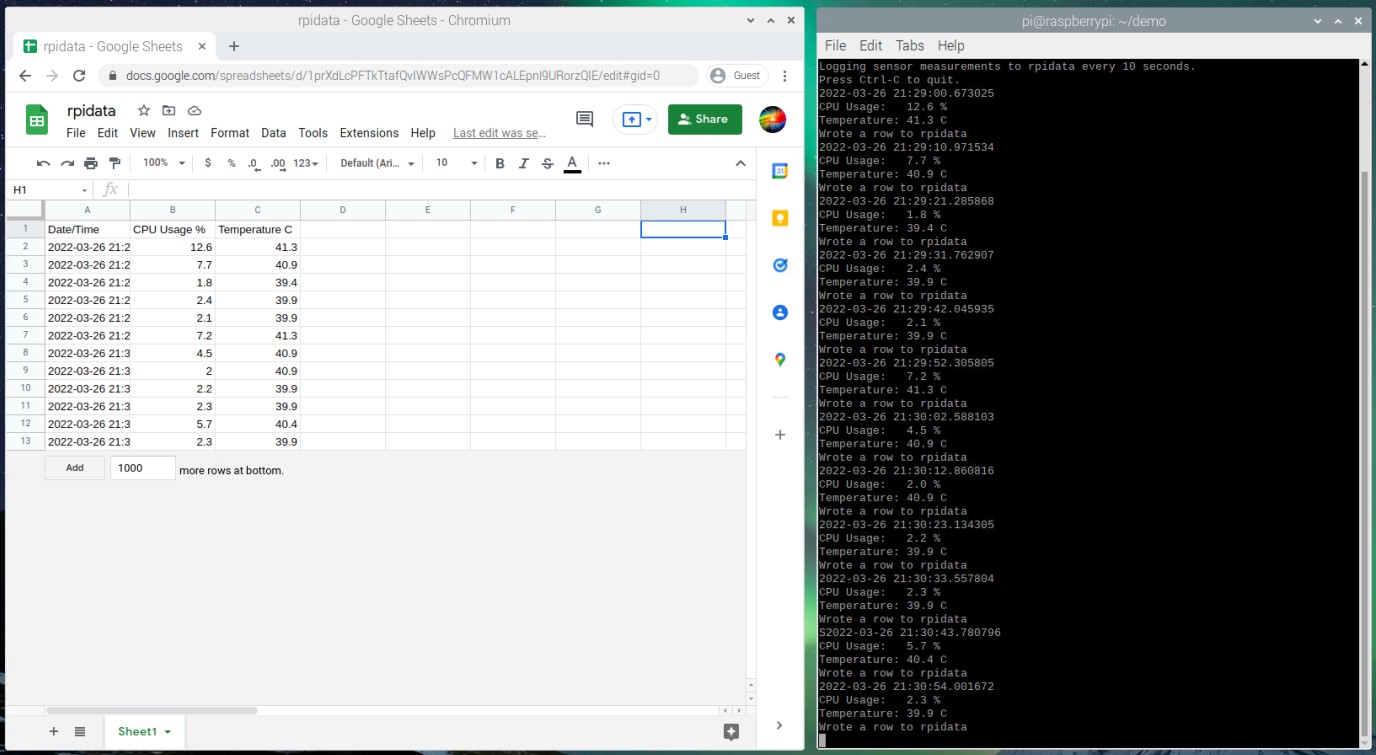 rpidata - Google Sheets - Chromium
rpidata - Google Sheets
docs.google.com/spreadsheets/d/1prXdLcPFTkTtafQvIWWsPcQFMW1cALEpnI9URorzQIE/edit#gid=0
Guest
rpidata
File Edit View Insert Format Data Tools Extensions Help Last edit was se...
Share
100% $ % .0 .00 123 Default (Ari... 10 B I S A
31
H1 fx
A B C D E F G H
1 Date/Time CPU Usage % Temperature C
2 2022-03-26 21:2 12.6 41.3
3 2022-03-26 21:2 7.7 40.9
4 2022-03-26 21:2 1.8 39.4
5 2022-03-26 21:2 2.4 39.9
6 2022-03-26 21:2 2.1 39.9
7 2022-03-26 21:2 7.2 41.3
8 2022-03-26 21:3 4.5 40.9
9 2022-03-26 21:3 2 40.9
10 2022-03-26 21:3 2.2 39.9
11 2022-03-26 21:3 2.3 39.9
12 2022-03-26 21:3 5.7 40.4
13 2022-03-26 21:3 2.3 39.9
Add 1000 more rows at bottom.
Sheet1
pi@raspberrypi: ~/demo
File Edit Tabs Help
Logging sensor measurements to rpidata every 10 seconds.
Press Ctrl-C to quit.
2022-03-26 21:29:00.673025
CPU Usage: 12.6 %
Temperature: 41.3 C
Wrote a row to rpidata
2022-03-26 21:29:10.971534
CPU Usage: 7.7 %
Temperature: 40.9 C
Wrote a row to rpidata
2022-03-26 21:29:21.285868
CPU Usage: 1.8 %
Temperature: 39.4 C
Wrote a row to rpidata
2022-03-26 21:29:31.762907
CPU Usage: 2.4 %
Temperature: 39.9 C
Wrote a row to rpidata
2022-03-26 21:29:42.045935
CPU Usage: 2.1 %
Temperature: 39.9 C
Wrote a row to rpidata
2022-03-26 21:29:52.305805
CPU Usage: 7.2 %
Temperature: 41.3 C
Wrote a row to rpidata
2022-03-26 21:30:02.588103
CPU Usage: 4.5 %
Temperature: 40.9 C
Wrote a row to rpidata
2022-03-26 21:30:12.860816
CPU Usage: 2.0 %
Temperature: 40.9 C
Wrote a row to rpidata
2022-03-26 21:30:23.134305
CPU Usage: 2.2 %
Temperature: 39.9 C
Wrote a row to rpidata
2022-03-26 21:30:33.557804
CPU Usage: 2.3 %
Temperature: 39.9 C
Wrote a row to rpidata
S2022-03-26 21:30:43.780796
CPU Usage: 5.7 %
Temperature: 40.4 C
Wrote a row to rpidata
2022-03-26 21:30:54.001672
CPU Usage: 2.3 %
Temperature: 39.9 C
Wrote a row to rpidata